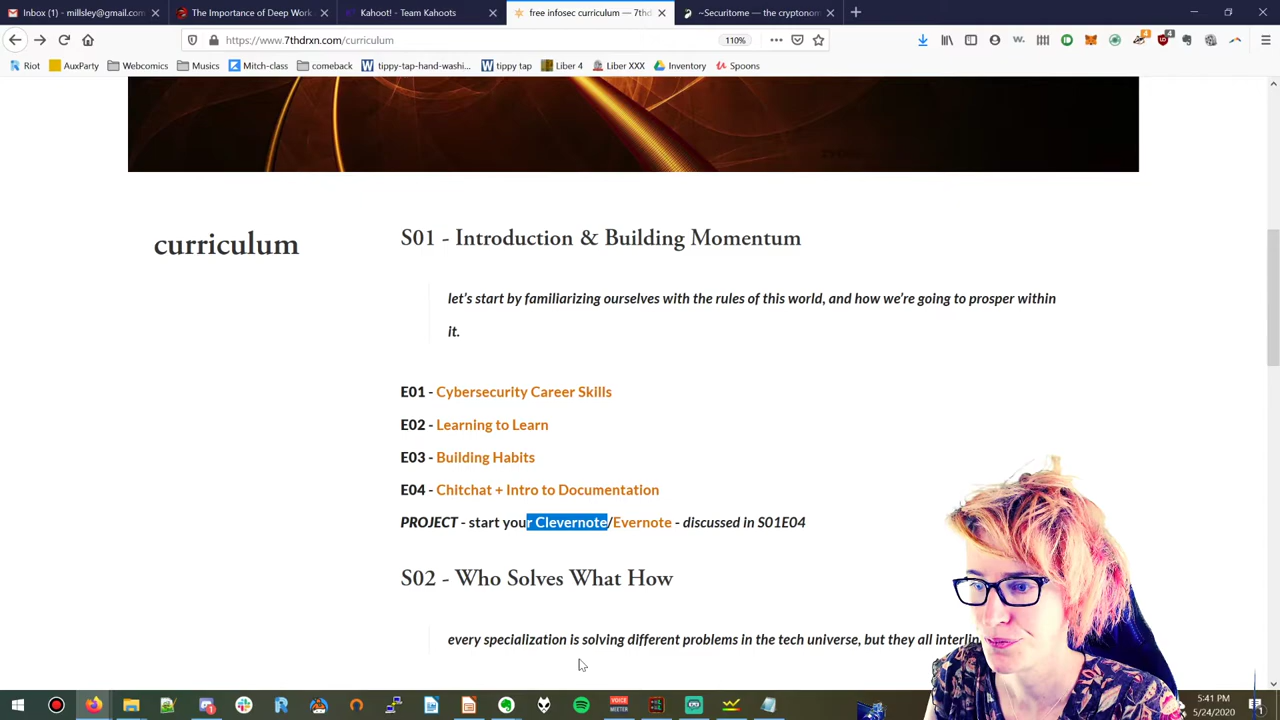 Inbox (1) - millsley@gmail.com
The Importance of Deep Work
Kahoot! - Team Kahoots
free infosec curriculum — 7thd
~Securitome — the cryptonom
https://www.7thdrxn.com/curriculum
110%
Riot
AuxParty
Webcomics
Musics
Mitch-class
comeback
tippy-tap-hand-washi...
tippy tap
Liber 4
Liber XXX
Inventory
Spoons
curriculum
S01 - Introduction & Building Momentum
let's start by familiarizing ourselves with the rules of this world, and how we're going to prosper within
it.
E01 - Cybersecurity Career Skills
E02 - Learning to Learn
E03 - Building Habits
E04 - Chitchat + Intro to Documentation
PROJECT - start your Clevernote/Evernote - discussed in S01E04
S02 - Who Solves What How
every specialization is solving different problems in the tech universe, but they all interlin
VOICE
MEETER
5:41 PM
5/24/2020